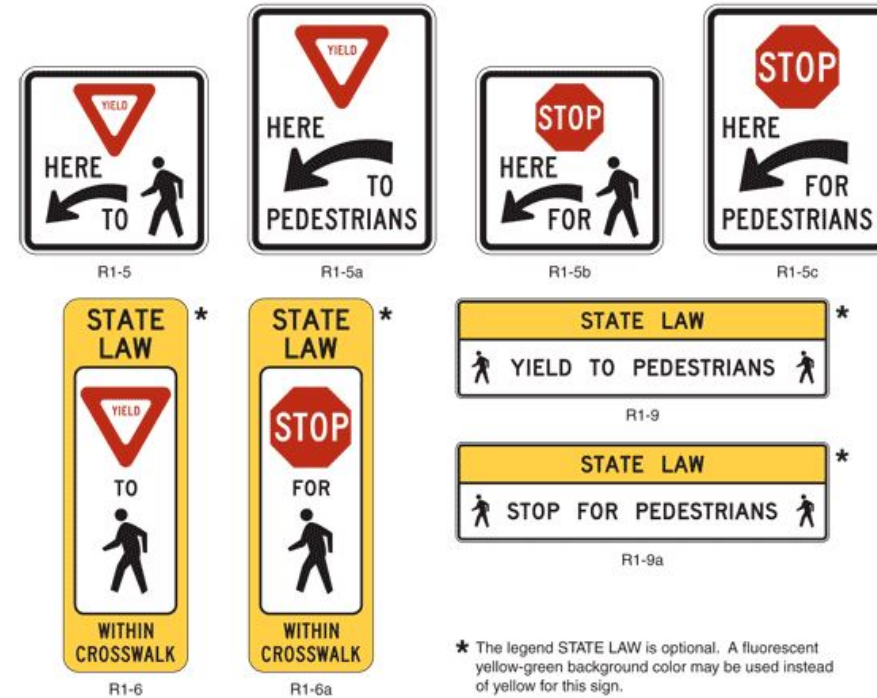 YIELD
HERE
TO
R1-5
YIELD
HERE
TO
PEDESTRIANS
R1-5a
STOP
HERE
FOR
R1-5b
STOP
HERE
FOR
PEDESTRIANS
R1-5c
STATE
LAW
*
YIELD
TO
WITHIN
CROSSWALK
R1-6
STATE
LAW
*
STOP
FOR
WITHIN
CROSSWALK
R1-6a
STATE LAW
*
YIELD TO PEDESTRIANS
R1-9
STATE LAW
*
STOP FOR PEDESTRIANS
R1-9a
* The legend STATE LAW is optional. A fluorescent
yellow-green background color may be used instead
of yellow for this sign.